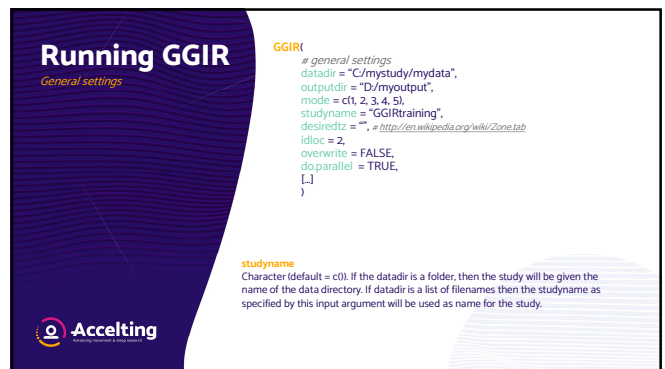 Running GGIR
General settings
GGIR(
# general settings
datadir = “C:/mystudy/mydata”,
outputdir = “D:/myoutput”,
mode = c(1, 2, 3, 4, 5),
studyname = “GGIRtraining”,
desiredtz = “”, # http://en.wikipedia.org/wiki/Zone.tab
idloc = 2,
overwrite = FALSE,
do.parallel = TRUE,
[...]
)
studyname
Character (default = c()). If the datadir is a folder, then the study will be given the
name of the data directory. If datadir is a list of filenames then the studyname as
specified by this input argument will be used as name for the study.
Accelting
Advancing movement & sleep research